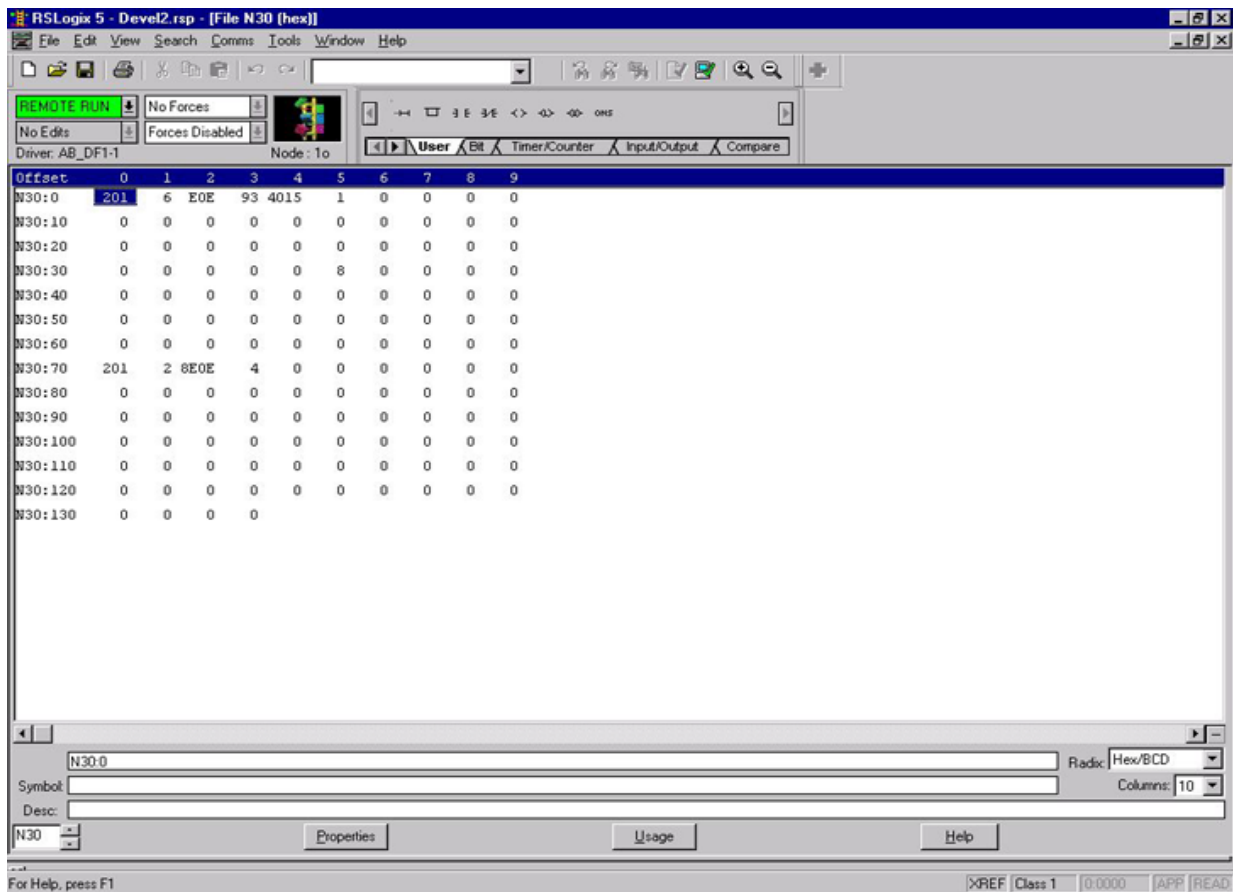 RSLogix 5 - Devel2.rsp - [File N30 (hex)]
File Edit View Search Comms Tools Window Help
REMOTE RUN No Forces
No Edits Forces Disabled
Driver: AB_DF1-1 Node : 1o
User Bit Timer/Counter Input/Output Compare
Offset 0 1 2 3 4 5 6 7 8 9
N30:0 201 6 E0E 93 4015 1 0 0 0 0
N30:10 0 0 0 0 0 0 0 0 0 0
N30:20 0 0 0 0 0 0 0 0 0 0
N30:30 0 0 0 0 0 8 0 0 0 0
N30:40 0 0 0 0 0 0 0 0 0 0
N30:50 0 0 0 0 0 0 0 0 0 0
N30:60 0 0 0 0 0 0 0 0 0 0
N30:70 201 2 8E0E 4 0 0 0 0 0 0
N30:80 0 0 0 0 0 0 0 0 0 0
N30:90 0 0 0 0 0 0 0 0 0 0
N30:100 0 0 0 0 0 0 0 0 0 0
N30:110 0 0 0 0 0 0 0 0 0 0
N30:120 0 0 0 0 0 0 0 0 0 0
N30:130 0 0 0 0
N30:0 Radix: Hex/BCD
Symbol: Columns: 10
Desc:
N30 Properties Usage Help
For Help, press F1 XREF Class 1 0:0000 APP READ